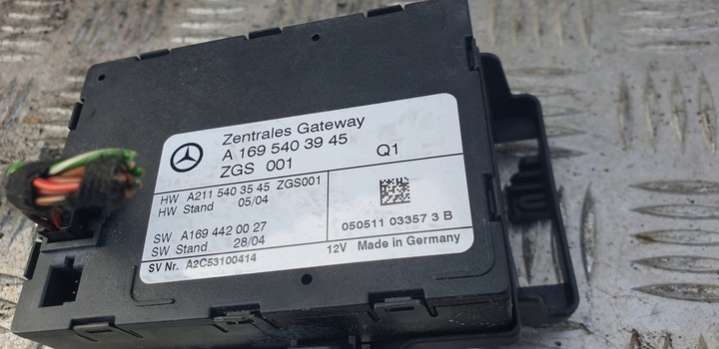 Zentrales Gateway
A 169 540 39 45
ZGS 001 Q1
HW A211 540 35 45 ZGS001
HW Stand 05/04
SW A169 442 00 27
SW Stand 28/04
SV Nr. A2C53100414
050511 03357 3 B
12V Made in Germany